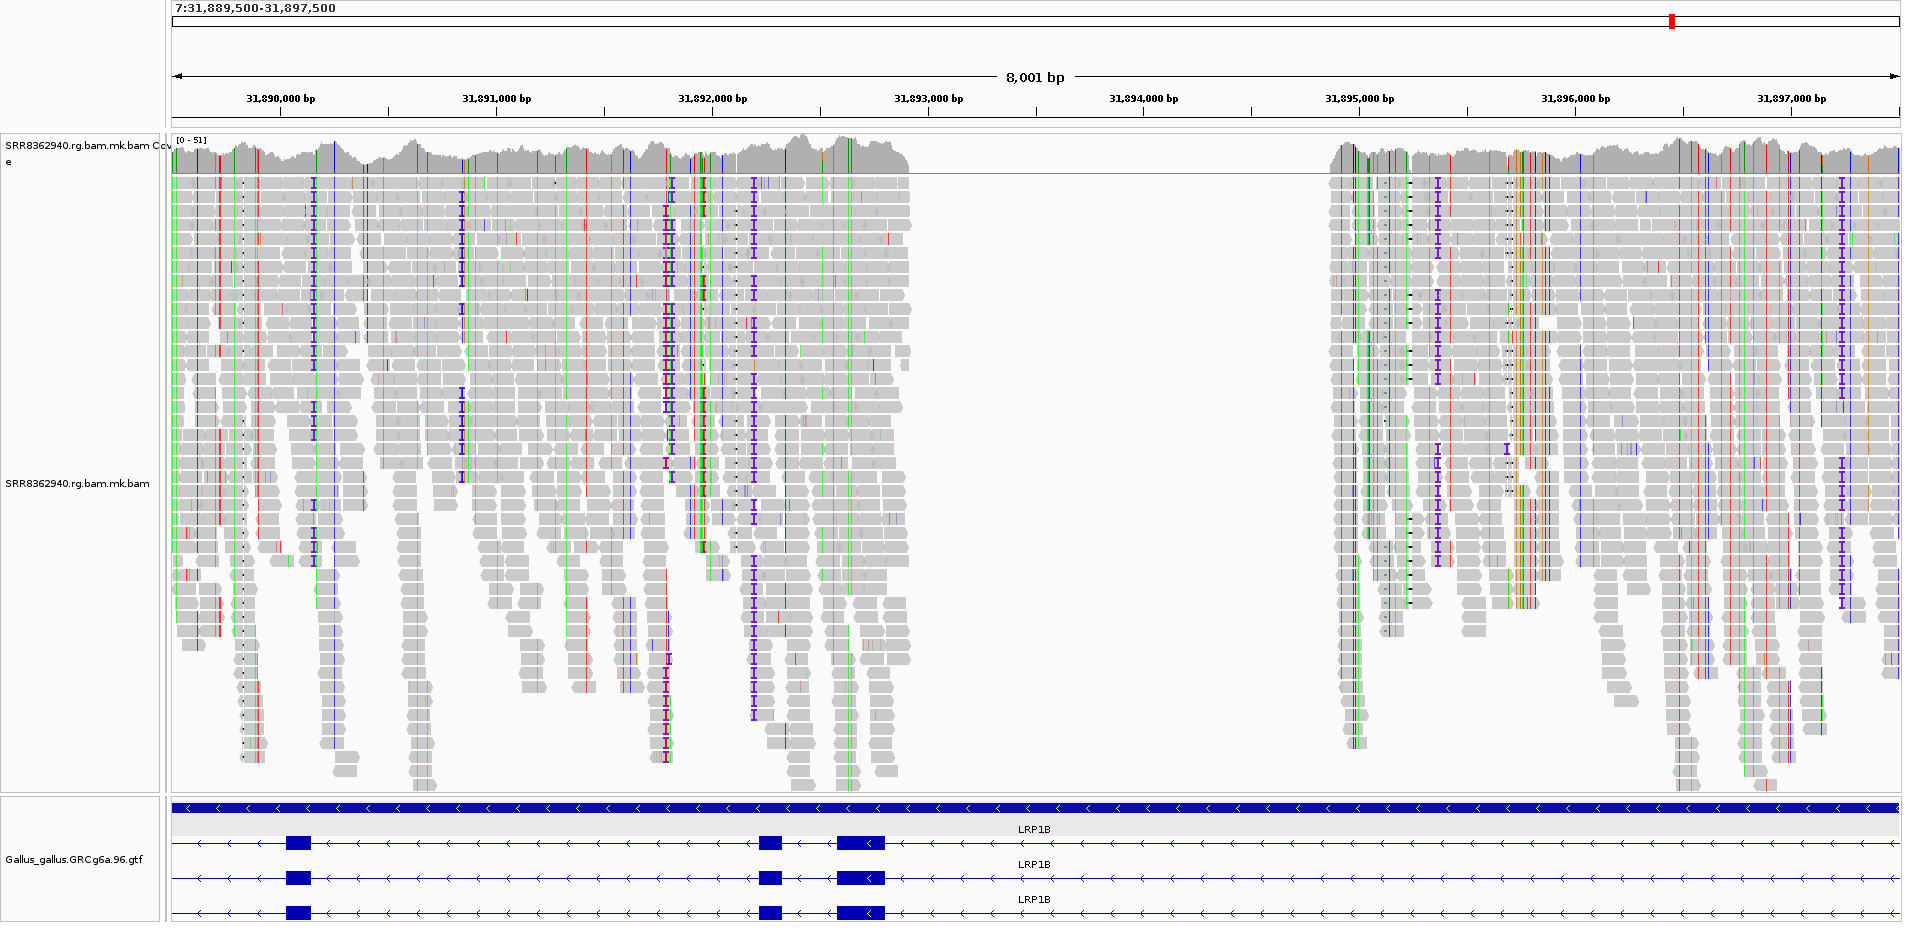 7:31,889,500-31,897,500
8,001 bp
31,890,000 bp 31,891,000 bp 31,892,000 bp 31,893,000 bp 31,894,000 bp 31,895,000 bp 31,896,000 bp 31,897,000 bp
SRR8362940.rg.bam.mk.bam Cov
e
[0 - 51]
SRR8362940.rg.bam.mk.bam
LRP1B
Gallus_gallus.GRCg6a.96.gtf
LRP1B
LRP1B